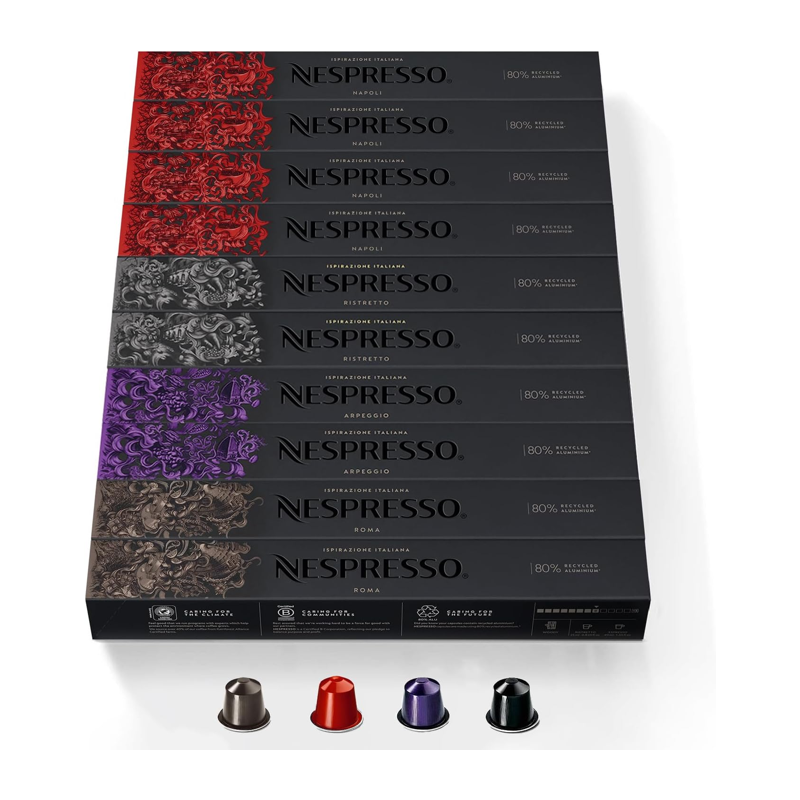 ISPIRAZIONE ITALIANA
NESPRESSO®
NAPOLI
80% RECYCLED ALUMINIUM*
ISPIRAZIONE ITALIANA
NESPRESSO®
NAPOLI
80% RECYCLED ALUMINIUM*
ISPIRAZIONE ITALIANA
NESPRESSO®
NAPOLI
80% RECYCLED ALUMINIUM*
ISPIRAZIONE ITALIANA
NESPRESSO®
NAPOLI
80% RECYCLED ALUMINIUM*
ISPIRAZIONE ITALIANA
NESPRESSO®
RISTRETTO
80% RECYCLED ALUMINIUM*
ISPIRAZIONE ITALIANA
NESPRESSO®
RISTRETTO
80% RECYCLED ALUMINIUM*
ISPIRAZIONE ITALIANA
NESPRESSO®
ARPEGGIO
80% RECYCLED ALUMINIUM*
ISPIRAZIONE ITALIANA
NESPRESSO®
ARPEGGIO
80% RECYCLED ALUMINIUM*
ISPIRAZIONE ITALIANA
NESPRESSO®
ROMA
80% RECYCLED ALUMINIUM*
ISPIRAZIONE ITALIANA
NESPRESSO®
ROMA
80% RECYCLED ALUMINIUM*
CARING FOR
THE CLIMATE
Certified
B
CARING FOR
COMMUNITIES
80% ALU
CARING FOR
THE FUTURE